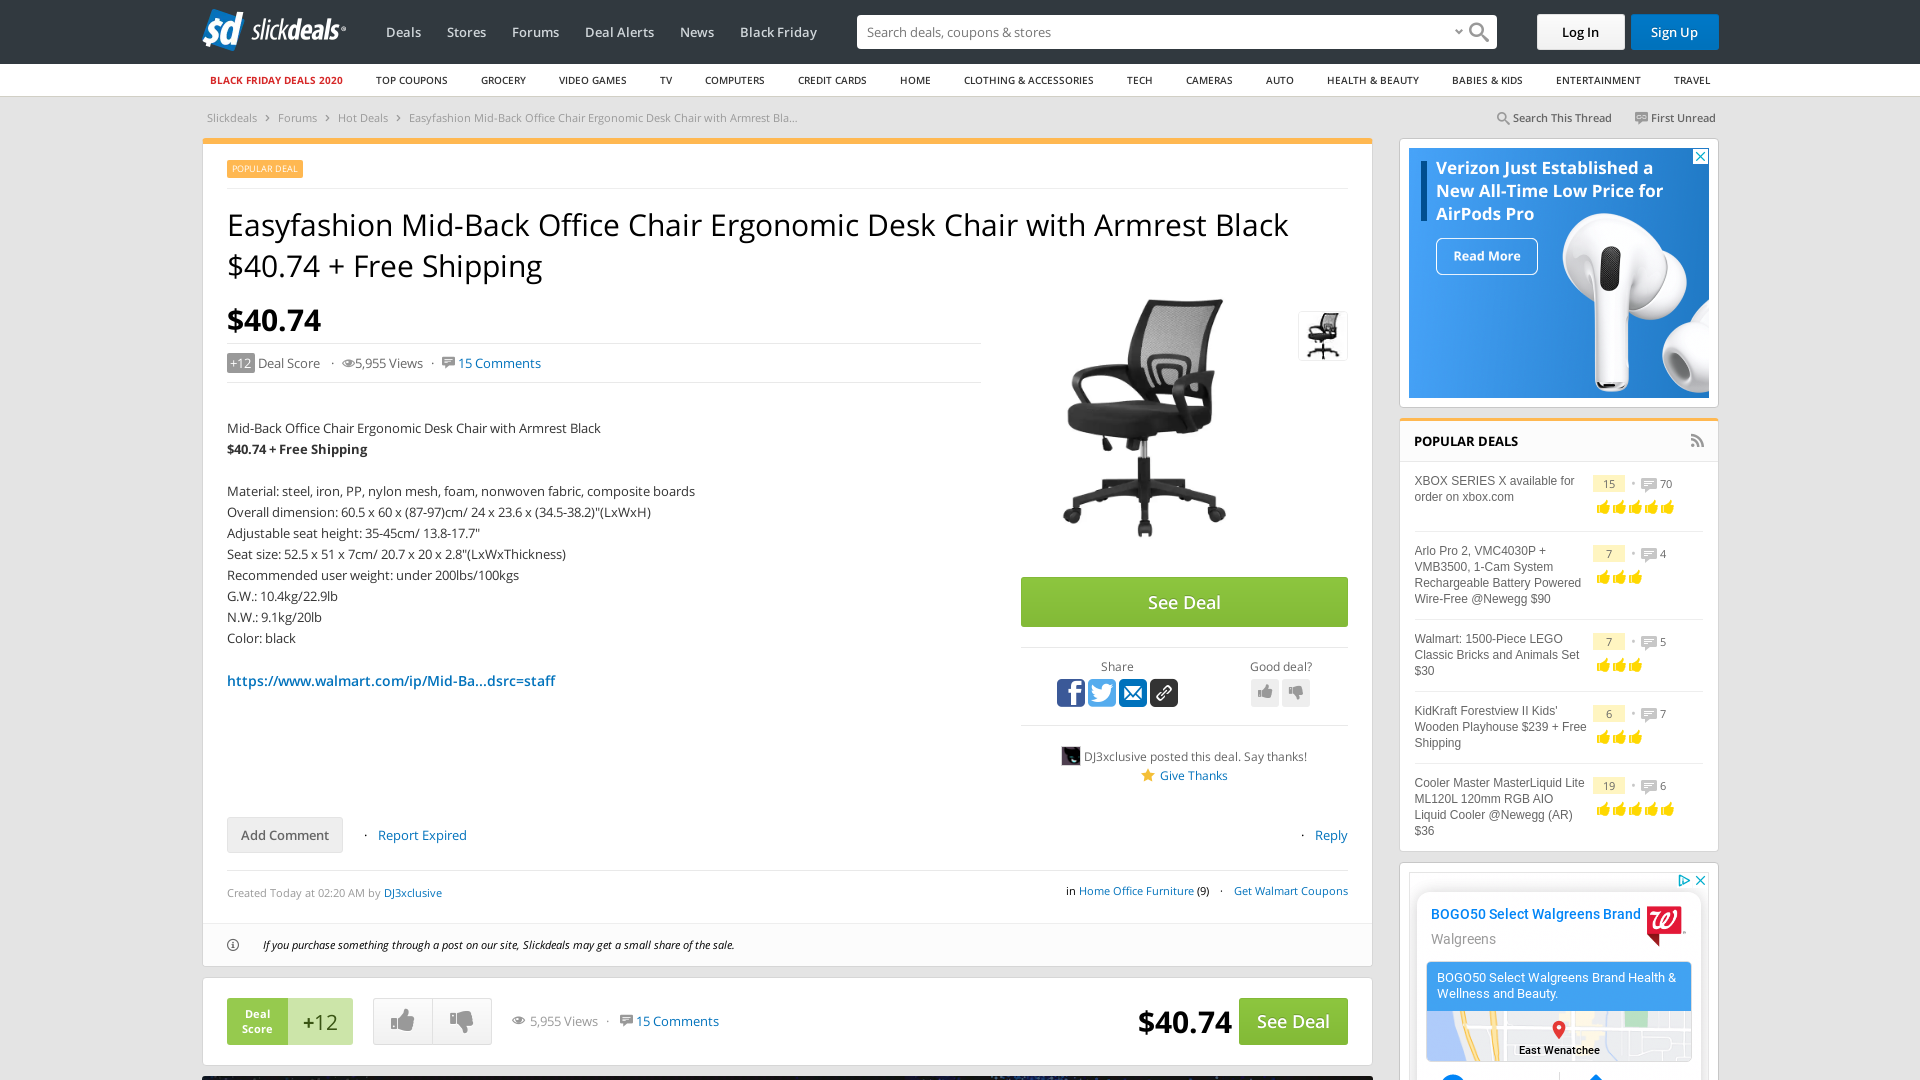 slickdeals
Deals
Stores
Forums
Deal Alerts
News
Black Friday
Search deals, coupons & stores
Log In
Sign Up
BLACK FRIDAY DEALS 2020
TOP COUPONS
GROCERY
VIDEO GAMES
TV
COMPUTERS
CREDIT CARDS
HOME
CLOTHING & ACCESSORIES
TECH
CAMERAS
AUTO
HEALTH & BEAUTY
BABIES & KIDS
ENTERTAINMENT
TRAVEL
Slickdeals > Forums > Hot Deals > Easyfashion Mid-Back Office Chair Ergonomic Desk Chair with Armrest Bla...
Search This Thread
First Unread
POPULAR DEAL
Easyfashion Mid-Back Office Chair Ergonomic Desk Chair with Armrest Black
$40.74 + Free Shipping
$40.74
+12 Deal Score · 5,955 Views · 15 Comments
Mid-Back Office Chair Ergonomic Desk Chair with Armrest Black
$40.74 + Free Shipping
Material: steel, iron, PP, nylon mesh, foam, nonwoven fabric, composite boards
Overall dimension: 60.5 x 60 x (87-97)cm/ 24 x 23.6 x (34.5-38.2)"(LxWxH)
Adjustable seat height: 35-45cm/ 13.8-17.7"
Seat size: 52.5 x 51 x 7cm/ 20.7 x 20 x 2.8"(LxWxThickness)
Recommended user weight: under 200lbs/100kgs
G.W.: 10.4kg/22.9lb
N.W.: 9.1kg/20lb
Color: black
https://www.walmart.com/ip/Mid-Ba...dsrc=staff
See Deal
Share
Good deal?
DJ3xclusive posted this deal. Say thanks!
Give Thanks
Add Comment · Report Expired
· Reply
Created Today at 02:20 AM by DJ3xclusive
in Home Office Furniture (9) · Get Walmart Coupons
If you purchase something through a post on our site, Slickdeals may get a small share of the sale.
Deal
Score
+12
5,955 Views · 15 Comments
$40.74
See Deal
Verizon Just Established a
New All-Time Low Price for
AirPods Pro
Read More
POPULAR DEALS
XBOX SERIES X available for
order on xbox.com
15 · 70
Arlo Pro 2, VMC4030P +
VMB3500, 1-Cam System
Rechargeable Battery Powered
Wire-Free @Newegg $90
7 · 4
Walmart: 1500-Piece LEGO
Classic Bricks and Animals Set
$30
7 · 5
KidKraft Forestview II Kids'
Wooden Playhouse $239 + Free
Shipping
6 · 7
Cooler Master MasterLiquid Lite
ML120L 120mm RGB AIO
Liquid Cooler @Newegg (AR)
$36
19 · 6
BOGO50 Select Walgreens Brand
Walgreens
BOGO50 Select Walgreens Brand Health &
Wellness and Beauty.
East Wenatchee